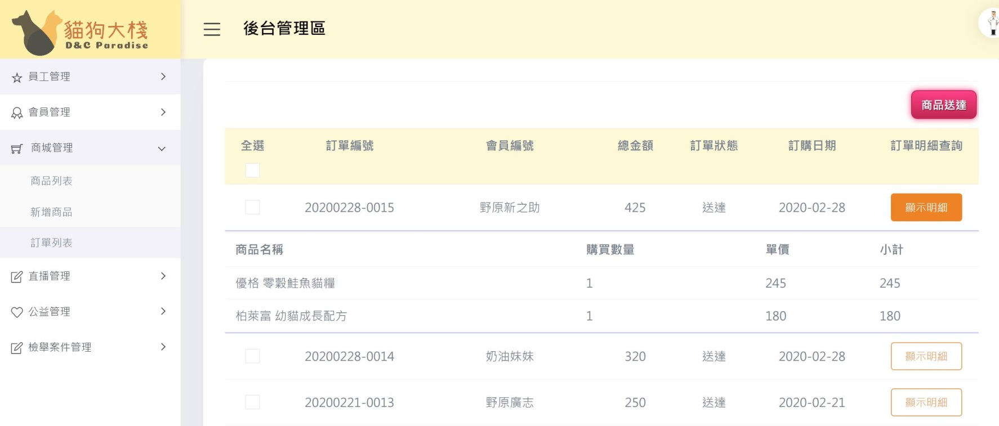 貓狗大棧
D&C Paradise
後台管理區
員工管理
會員管理
商城管理
商品列表
新增商品
訂單列表
直播管理
公益管理
檢舉案件管理
商品送達
全選 訂單編號 會員編號 總金額 訂單狀態 訂購日期 訂單明細查詢
20200228-0015 野原新之助 425 送達 2020-02-28 顯示明細
商品名稱 購買數量 單價 小計
優格 零穀鮭魚貓糧 1 245 245
柏萊富 幼貓成長配方 1 180 180
20200228-0014 奶油妹妹 320 送達 2020-02-28 顯示明細
20200221-0013 野原廣志 250 送達 2020-02-21 顯示明細